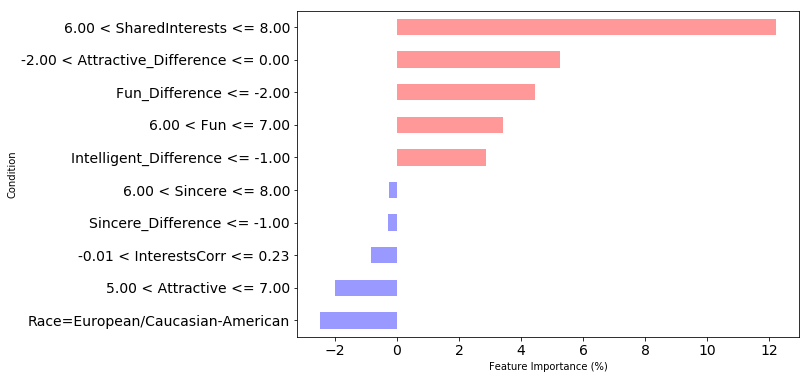 6.00 < SharedInterests <= 8.00
-2.00 < Attractive_Difference <= 0.00
Fun_Difference <= -2.00
6.00 < Fun <= 7.00
Intelligent_Difference <= -1.00
6.00 < Sincere <= 8.00
Sincere_Difference <= -1.00
-0.01 < InterestsCorr <= 0.23
5.00 < Attractive <= 7.00
Race=European/Caucasian-American
Condition
−2 0 2 4 6 8 10 12
Feature Importance (%)